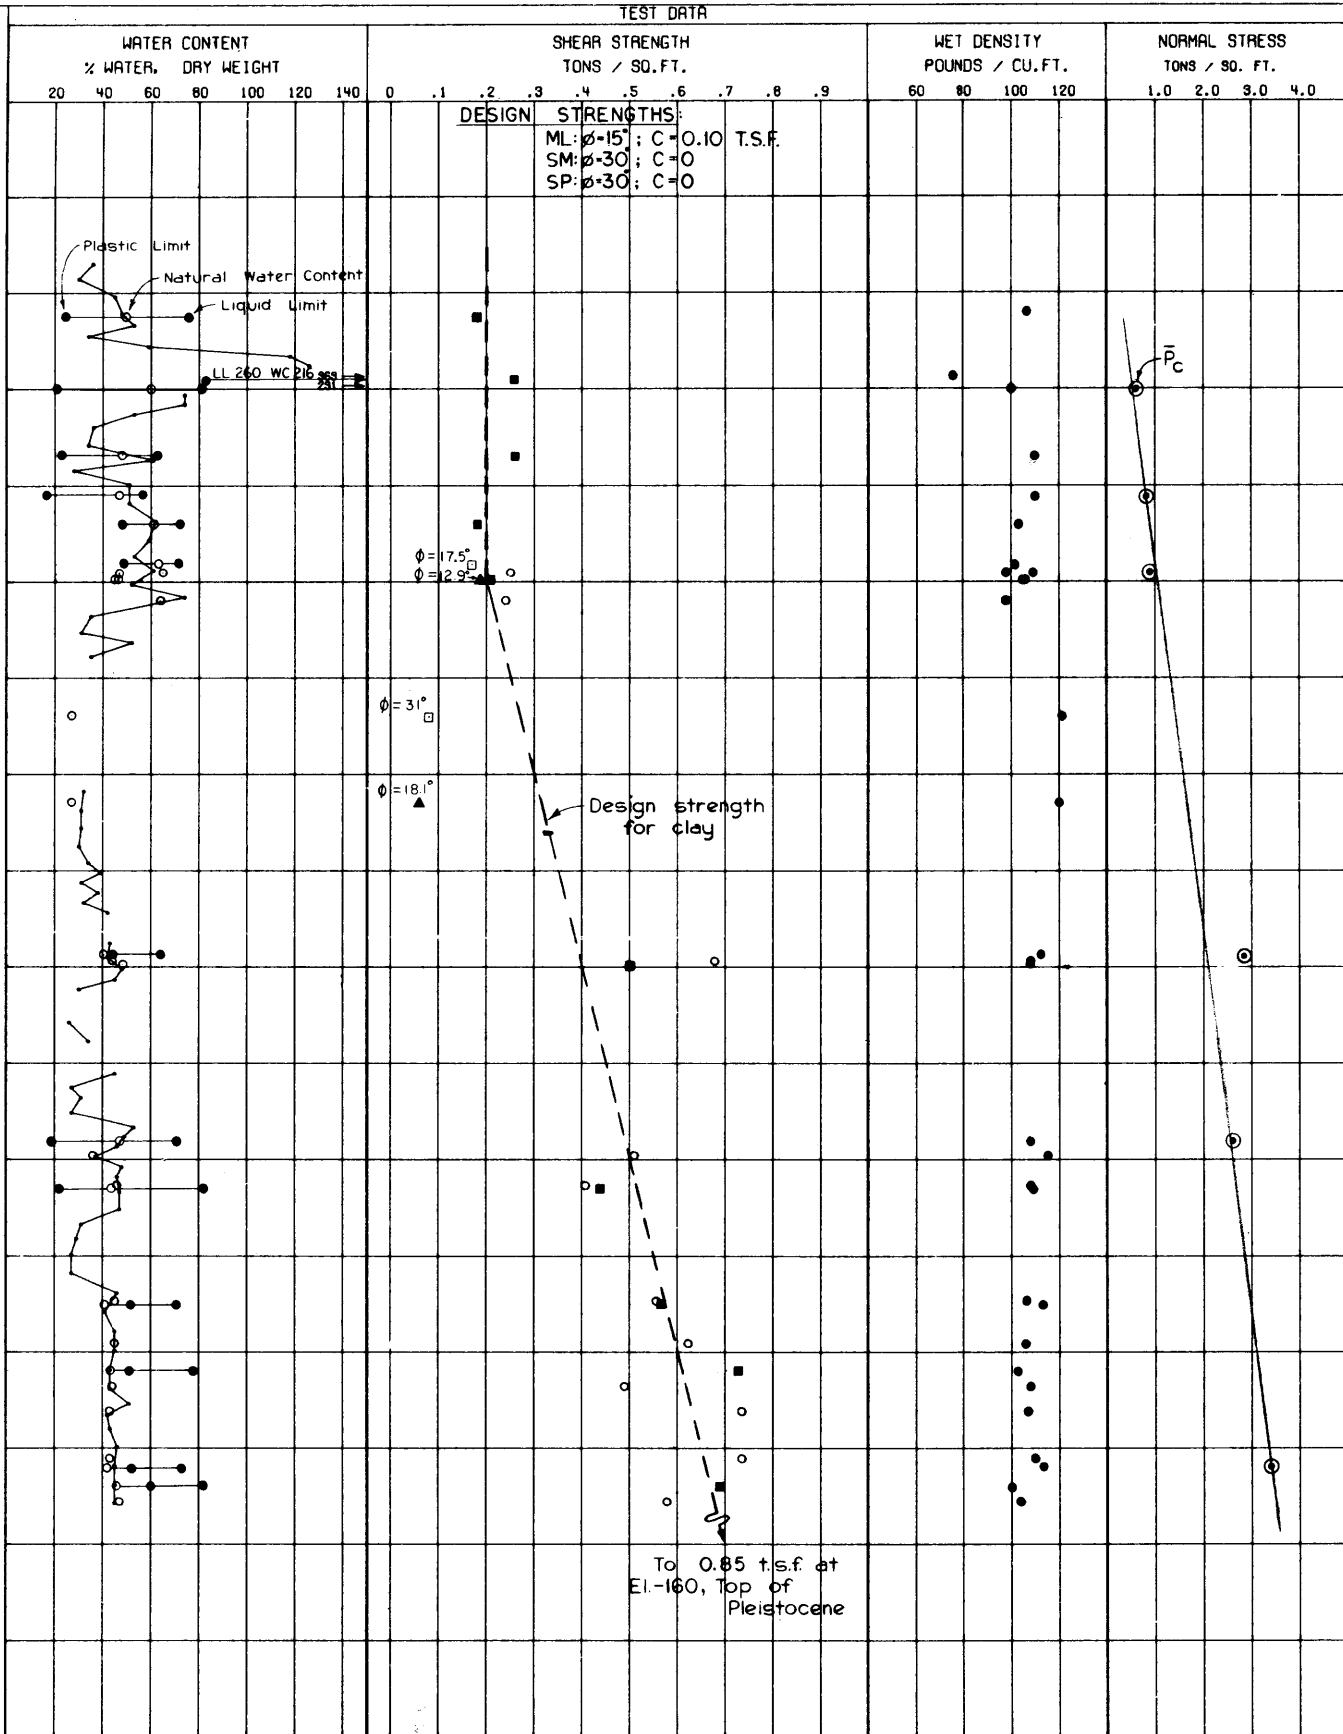 TEST DATA
WATER CONTENT
% WATER, DRY WEIGHT
SHEAR STRENGTH
TONS / SQ.FT.
WET DENSITY
POUNDS / CU.FT.
NORMAL STRESS
TONS / SQ. FT.
20 40 60 80 100 120 140
0 .1 .2 .3 .4 .5 .6 .7 .8 .9
60 80 100 120
1.0 2.0 3.0 4.0
DESIGN STRENGTHS:
ML: ø=15°; C=0.10 T.S.F.
SM: ø=30°; C=0
SP: ø=30°; C=0
Plastic Limit
Natural Water Content
Liquid Limit
LL 260 WC 216
P̄c
ϕ=17.5°
ϕ=12.9°
ϕ=31°
ϕ=18.1°
Design strength
for clay
To 0.85 t.s.f. at
El.-160, Top of
Pleistocene